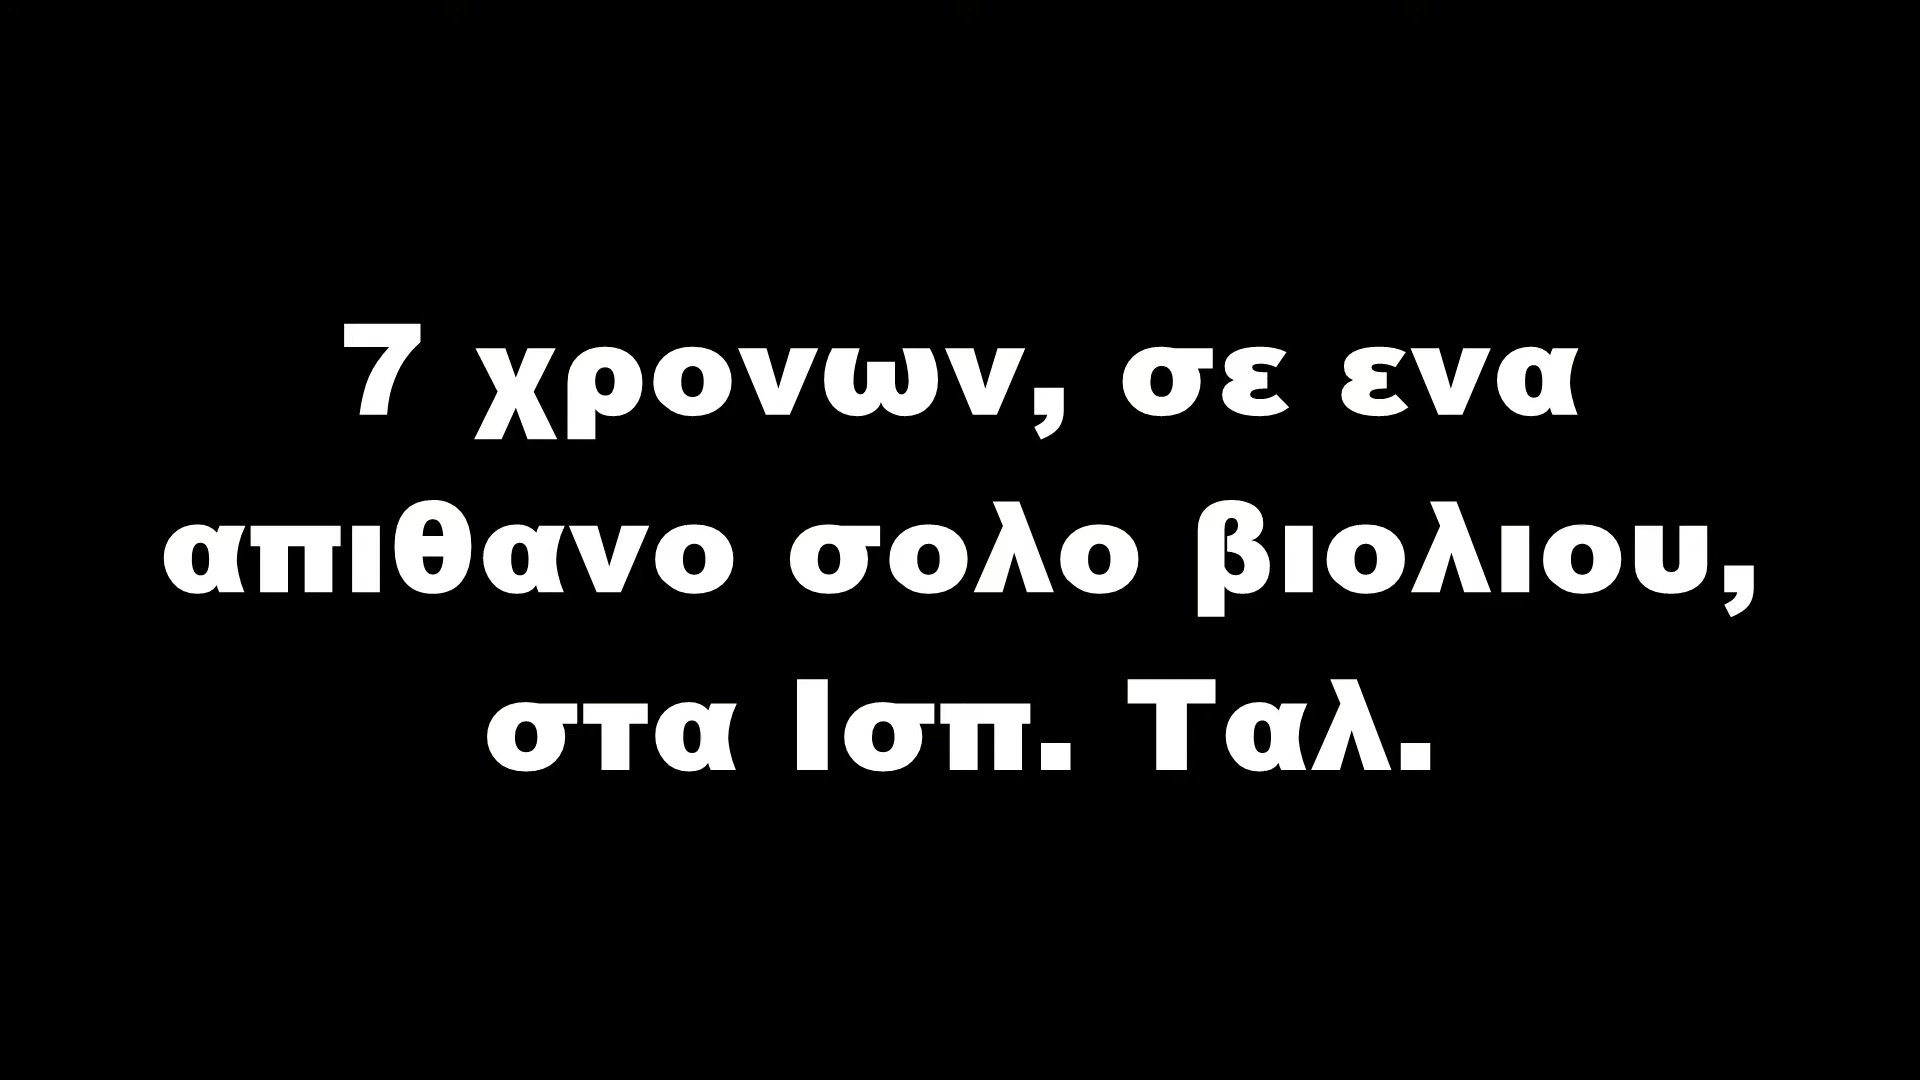 7 χρονων, σε ενα
απιθανο σολο βιολιου,
στα Ισπ. Ταλ.